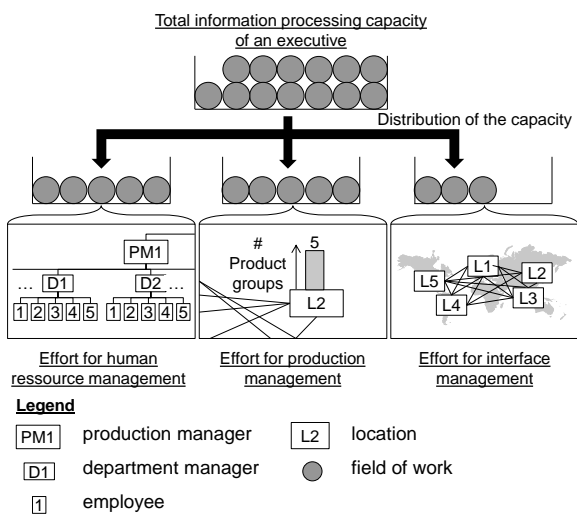 Total information processing capacity
of an executive
Distribution of the capacity
PM1
... D1 D2 ...
1 2 3 4 5 1 2 3 4 5
#
Product
groups
5
L2
L1
L2
L5
L3
L4
Effort for human
ressource management
Effort for production
management
Effort for interface
management
Legend
PM1 production manager
L2 location
D1 department manager
field of work
1 employee